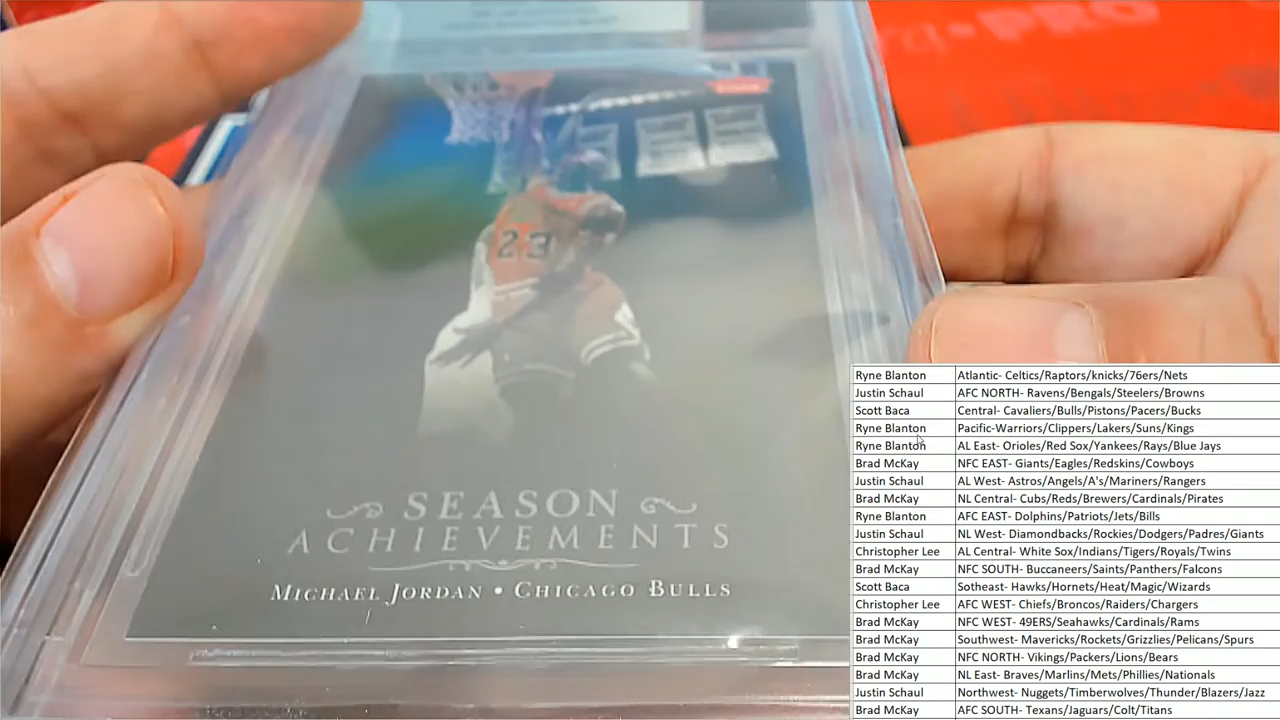 PRO
23
SEASON
ACHIEVEMENTS
MICHAEL JORDAN • CHICAGO BULLS
Ryne Blanton Atlantic- Celtics/Raptors/knicks/76ers/Nets
Justin Schaul AFC NORTH- Ravens/Bengals/Steelers/Browns
Scott Baca Central- Cavaliers/Bulls/Pistons/Pacers/Bucks
Ryne Blanton Pacific-Warriors/Clippers/Lakers/Suns/Kings
Ryne Blanton AL East- Orioles/Red Sox/Yankees/Rays/Blue Jays
Brad McKay NFC EAST- Giants/Eagles/Redskins/Cowboys
Justin Schaul AL West- Astros/Angels/A's/Mariners/Rangers
Brad McKay NL Central- Cubs/Reds/Brewers/Cardinals/Pirates
Ryne Blanton AFC EAST- Dolphins/Patriots/Jets/Bills
Justin Schaul NL West- Diamondbacks/Rockies/Dodgers/Padres/Giants
Christopher Lee AL Central- White Sox/Indians/Tigers/Royals/Twins
Brad McKay NFC SOUTH- Buccaneers/Saints/Panthers/Falcons
Scott Baca Sotheast- Hawks/Hornets/Heat/Magic/Wizards
Christopher Lee AFC WEST- Chiefs/Broncos/Raiders/Chargers
Brad McKay NFC WEST- 49ERS/Seahawks/Cardinals/Rams
Brad McKay Southwest- Mavericks/Rockets/Grizzlies/Pelicans/Spurs
Brad McKay NFC NORTH- Vikings/Packers/Lions/Bears
Brad McKay NL East- Braves/Marlins/Mets/Phillies/Nationals
Justin Schaul Northwest- Nuggets/Timberwolves/Thunder/Blazers/Jazz
Brad McKay AFC SOUTH- Texans/Jaguars/Colt/Titans